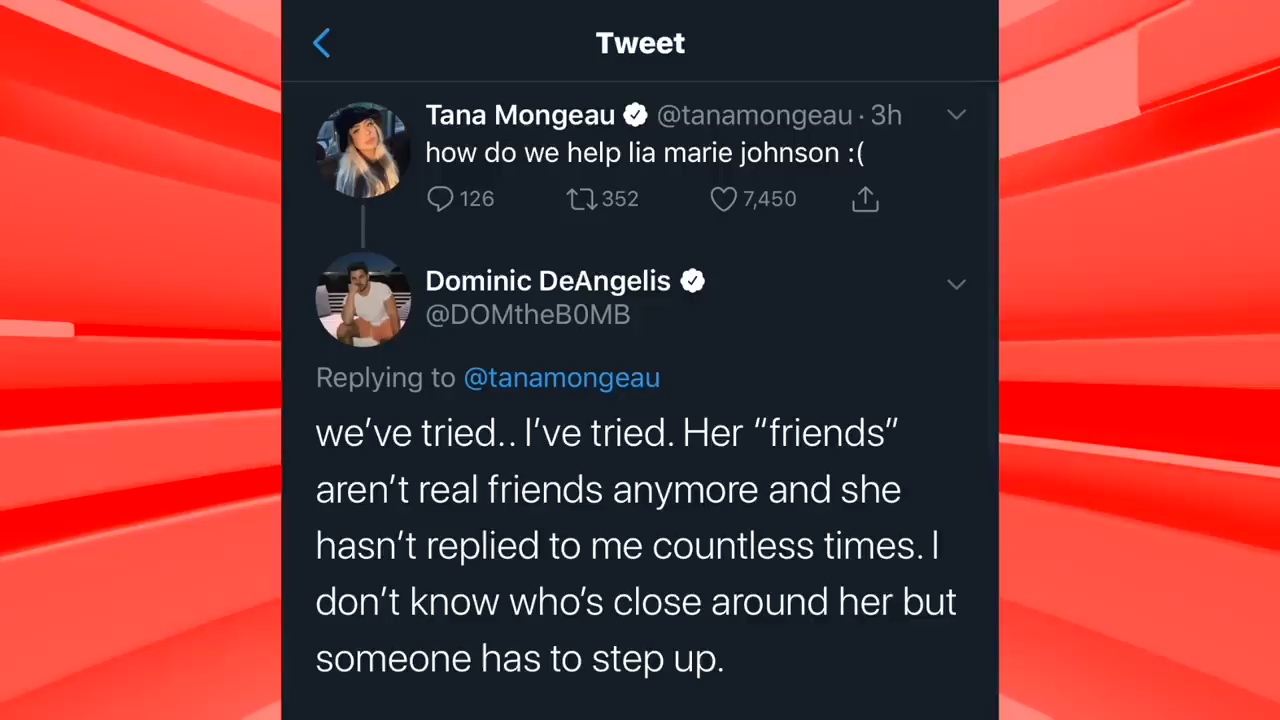 Tweet
Tana Mongeau @tanamongeau · 3h
how do we help lia marie johnson :(
126 352 7,450
Dominic DeAngelis
@DOMtheB0MB
Replying to @tanamongeau
we've tried.. I've tried. Her “friends”
aren't real friends anymore and she
hasn't replied to me countless times. I
don't know who's close around her but
someone has to step up.